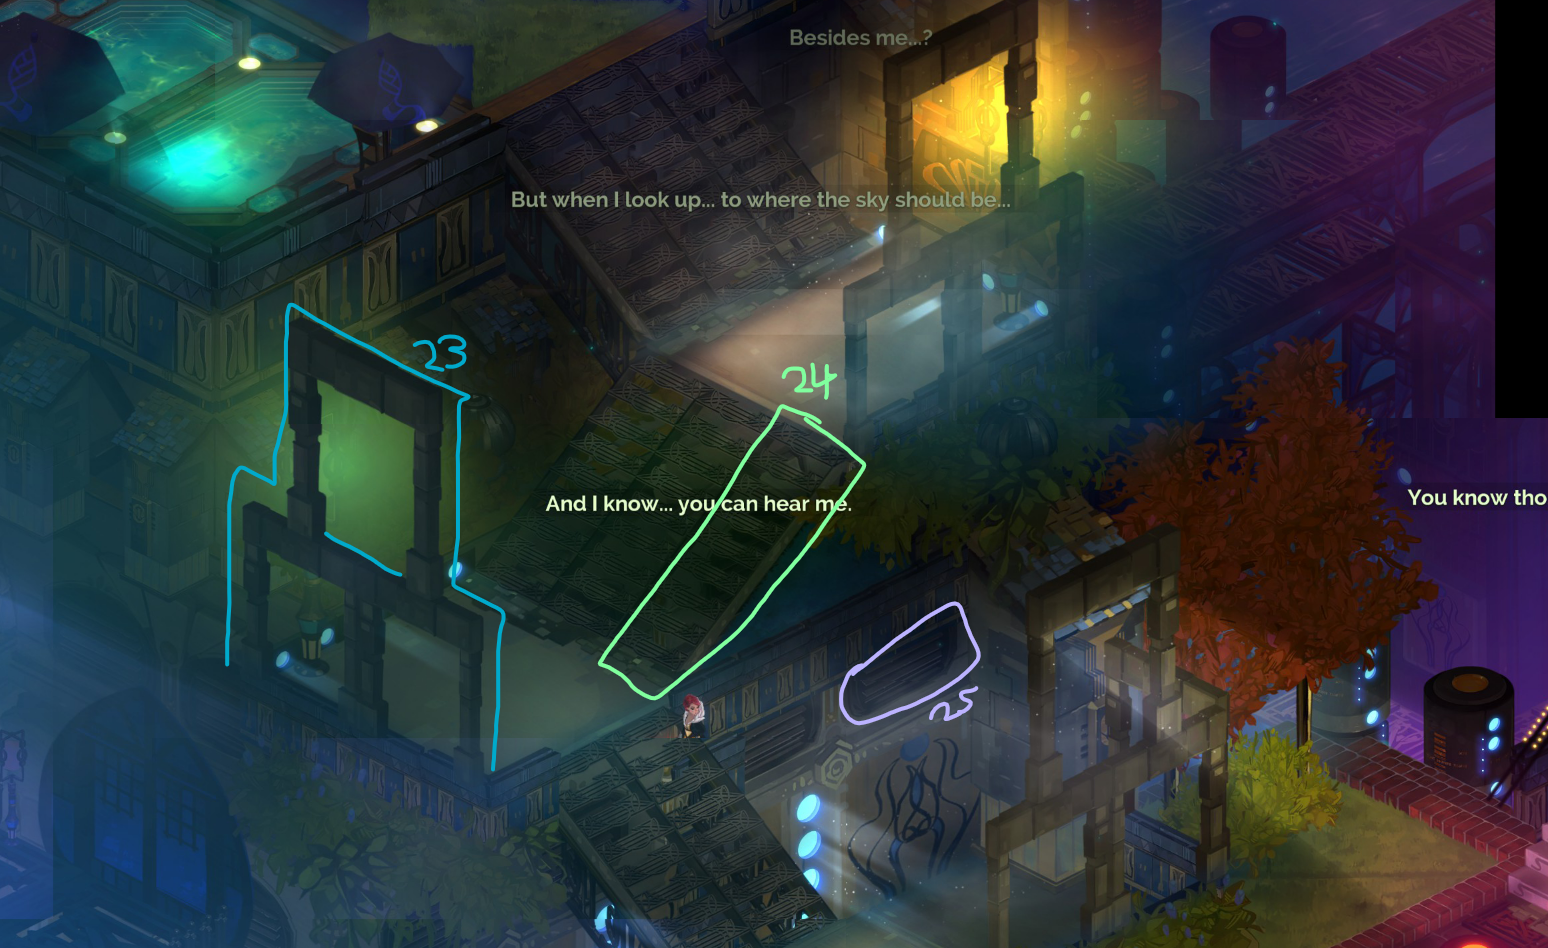 Besides me...?
But when I look up... to where the sky should be...
23
24
And I know... you can hear me.
You know tho
25